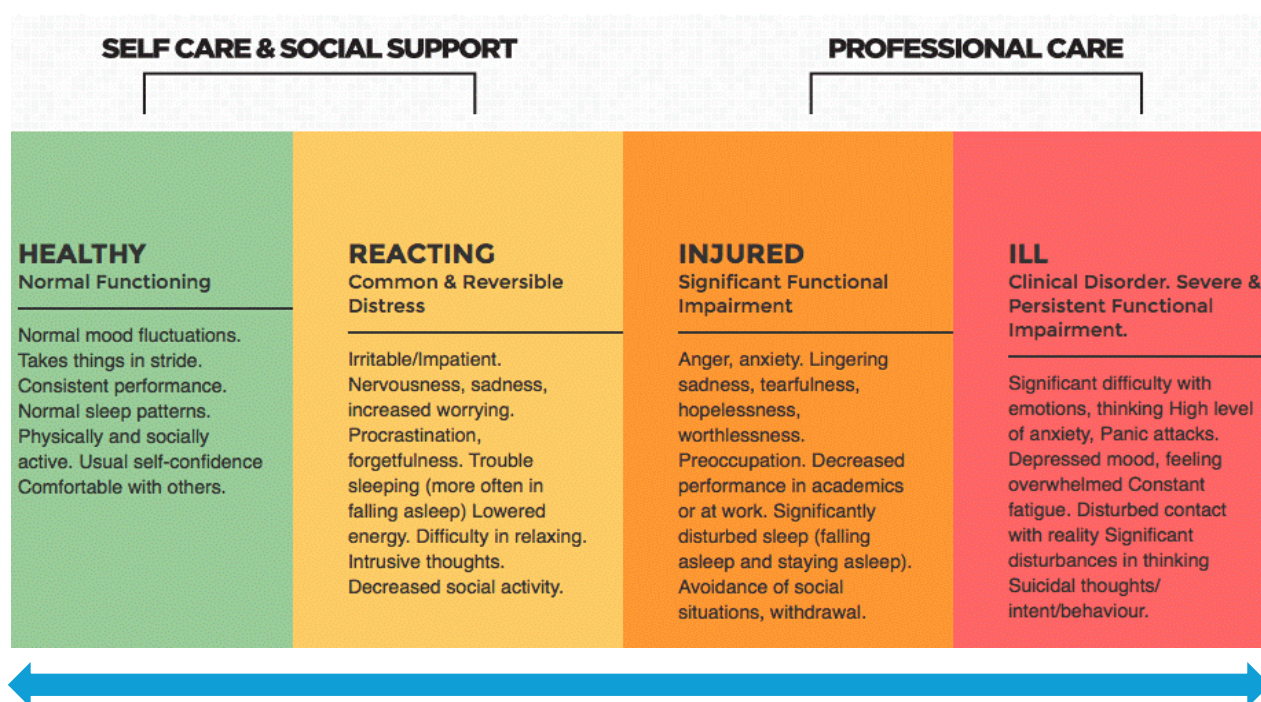 SELF CARE & SOCIAL SUPPORT
PROFESSIONAL CARE
HEALTHY
Normal Functioning
Normal mood fluctuations.
Takes things in stride.
Consistent performance.
Normal sleep patterns.
Physically and socially
active. Usual self-confidence
Comfortable with others.
REACTING
Common & Reversible
Distress
Irritable/Impatient.
Nervousness, sadness,
increased worrying.
Procrastination,
forgetfulness. Trouble
sleeping (more often in
falling asleep) Lowered
energy. Difficulty in relaxing.
Intrusive thoughts.
Decreased social activity.
INJURED
Significant Functional
Impairment
Anger, anxiety. Lingering
sadness, tearfulness,
hopelessness,
worthlessness.
Preoccupation. Decreased
performance in academics
or at work. Significantly
disturbed sleep (falling
asleep and staying asleep).
Avoidance of social
situations, withdrawal.
ILL
Clinical Disorder. Severe &
Persistent Functional
Impairment.
Significant difficulty with
emotions, thinking High level
of anxiety, Panic attacks.
Depressed mood, feeling
overwhelmed Constant
fatigue. Disturbed contact
with reality Significant
disturbances in thinking
Suicidal thoughts/
intent/behaviour.